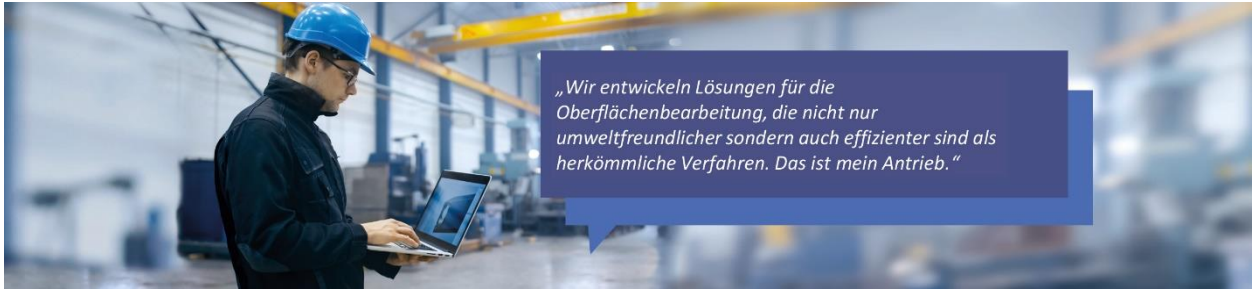 „Wir entwickeln Lösungen für die
Oberflächenbearbeitung, die nicht nur
umweltfreundlicher sondern auch effizienter sind als
herkömmliche Verfahren. Das ist mein Antrieb.“